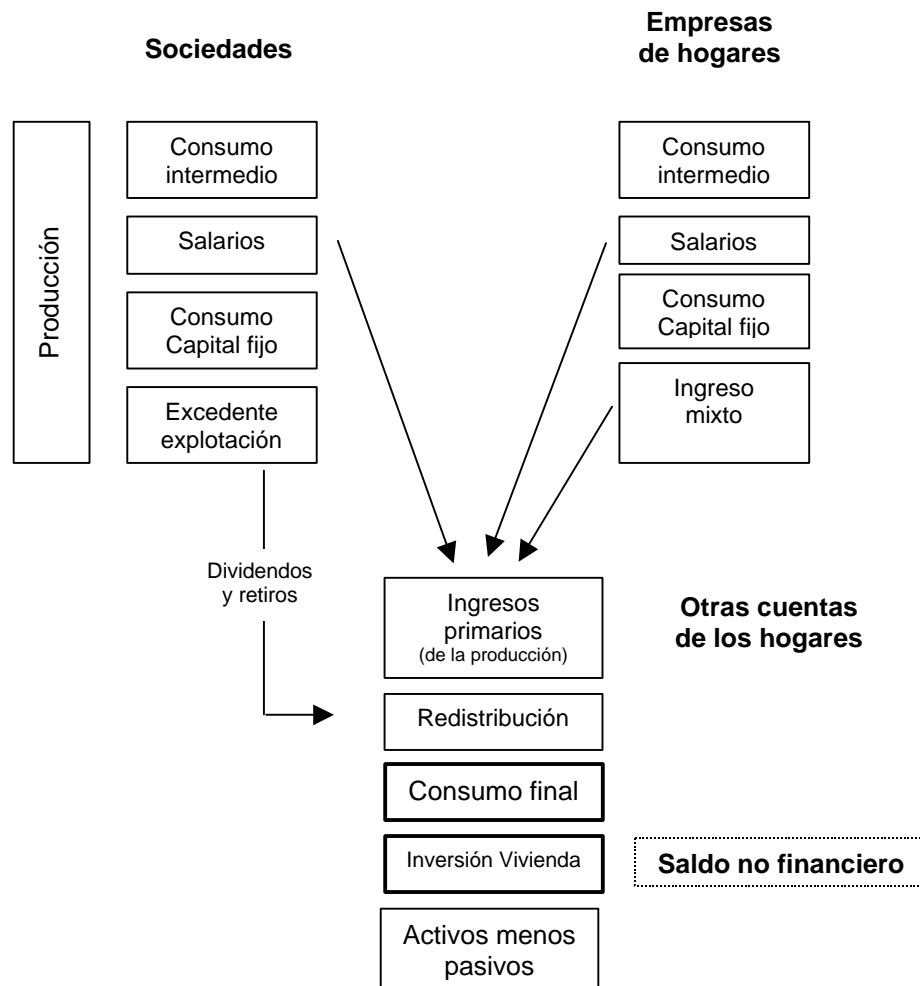 Sociedades
Empresas
de hogares
Producción
Consumo
intermedio
Salarios
Consumo
Capital fijo
Excedente
explotación
Consumo
intermedio
Salarios
Consumo
Capital fijo
Ingreso
mixto
Dividendos
y retiros
Ingresos
primarios
(de la producción)
Otras cuentas
de los hogares
Redistribución
Consumo final
Inversión Vivienda
Saldo no financiero
Activos menos
pasivos